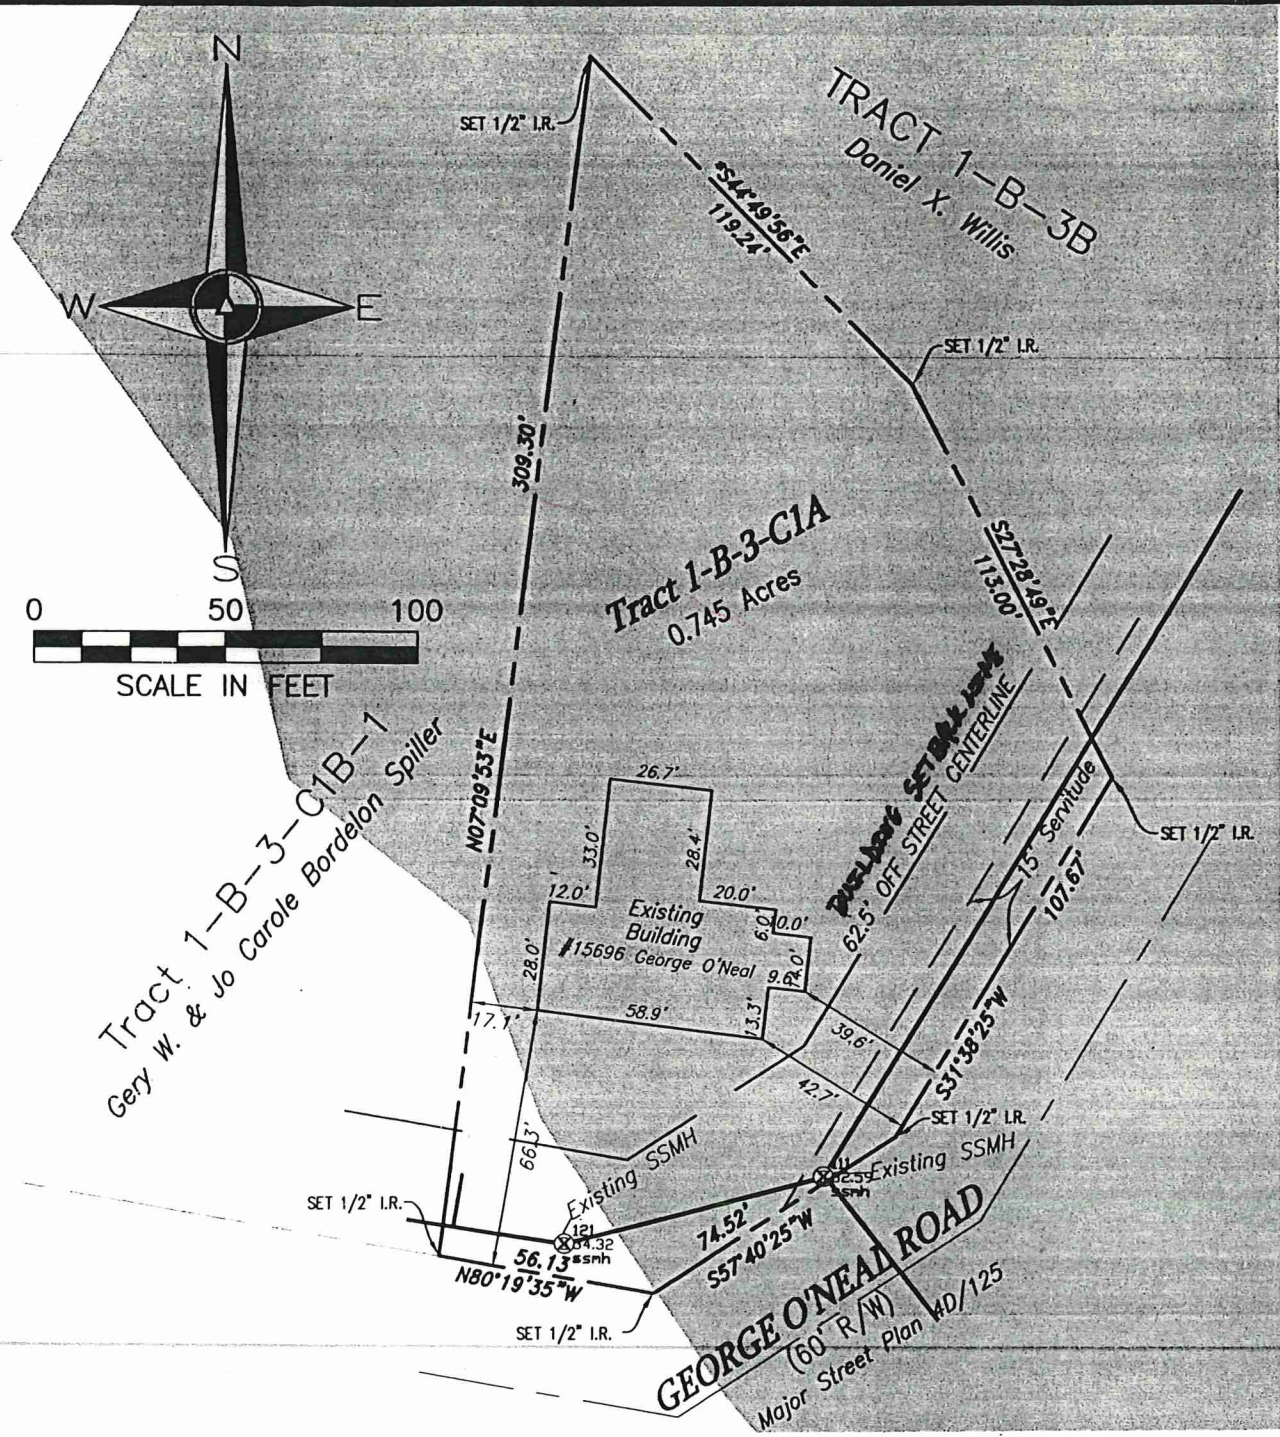 N
W
E
S
0 50 100
SCALE IN FEET
SET 1/2" I.R.
TRACT 1-B-3B
Daniel X. Willis
*S44°49'56"E
119.24'
SET 1/2" I.R.
309.30'
N07°09'53"E
Tract 1-B-3-C1A
0.745 Acres
S27°28'49"E
113.00'
Tract 1-B-3-C1B-1
Gery W. & Jo Carole Bordelon Spiller
BUILDING SETBACK LINE
62.5' OFF STREET CENTERLINE
15' Servitude
SET 1/2" I.R.
107.67'
S31°38'25"W
26.7'
33.0'
28.4'
12.0'
20.0'
6.0'
Existing
Building
#15696 George O'Neal
28.0'
9.6'
13.3'
58.9'
17.1'
39.6'
42.7'
66.3'
SET 1/2" I.R.
Existing SSMH
ssmh
Existing SSMH
121
ssmh
SET 1/2" I.R.
56.13'
N80°19'35"W
74.52'
S57°40'25"W
SET 1/2" I.R.
GEORGE O'NEAL ROAD
(60' R/W)
Major Street Plan 4D/125